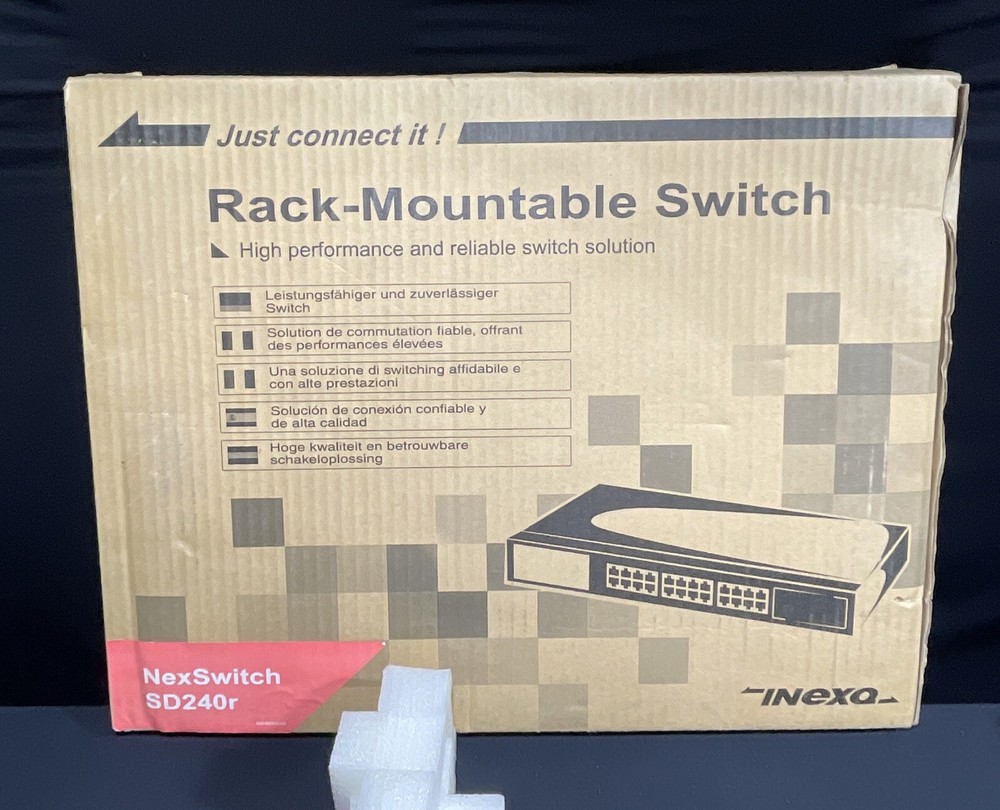 Just connect it !
Rack-Mountable Switch
High performance and reliable switch solution
Leistungsfähiger und zuverlässiger
Switch
Solution de commutation fiable, offrant
des performances élevées
Una soluzione di switching affidabile e
con alte prestazioni
Solución de conexión confiable y
de alta calidad
Hoge kwaliteit en betrouwbare
schakeloplossing
NexSwitch
SD240r
INexQ